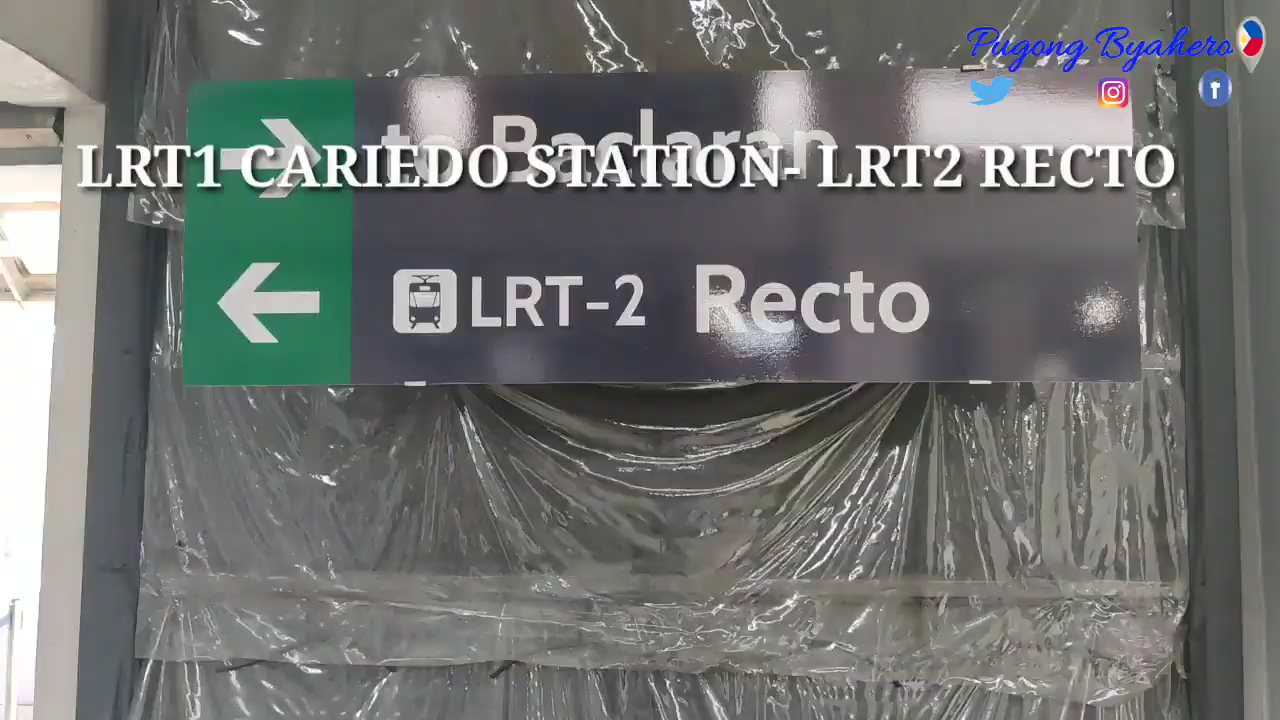 Pugong Byahero
to Baclaran
LRT1 CARIEDO STATION- LRT2 RECTO
LRT-2 Recto